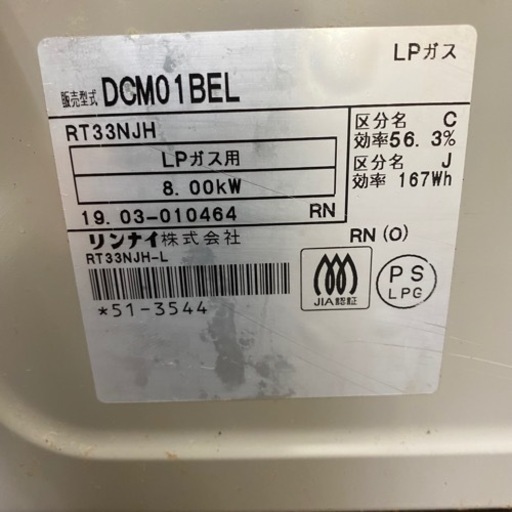 LPガス
販売型式 DCM01BEL
RT33NJH
LPガス用
8.00kW
19.03-010464 RN
区分名 C
効率56.3%
区分名 J
効率 167Wh
リンナイ株式会社
RN (O)
RT33NJH-L
*51-3544
JIA認証
PS
LPG